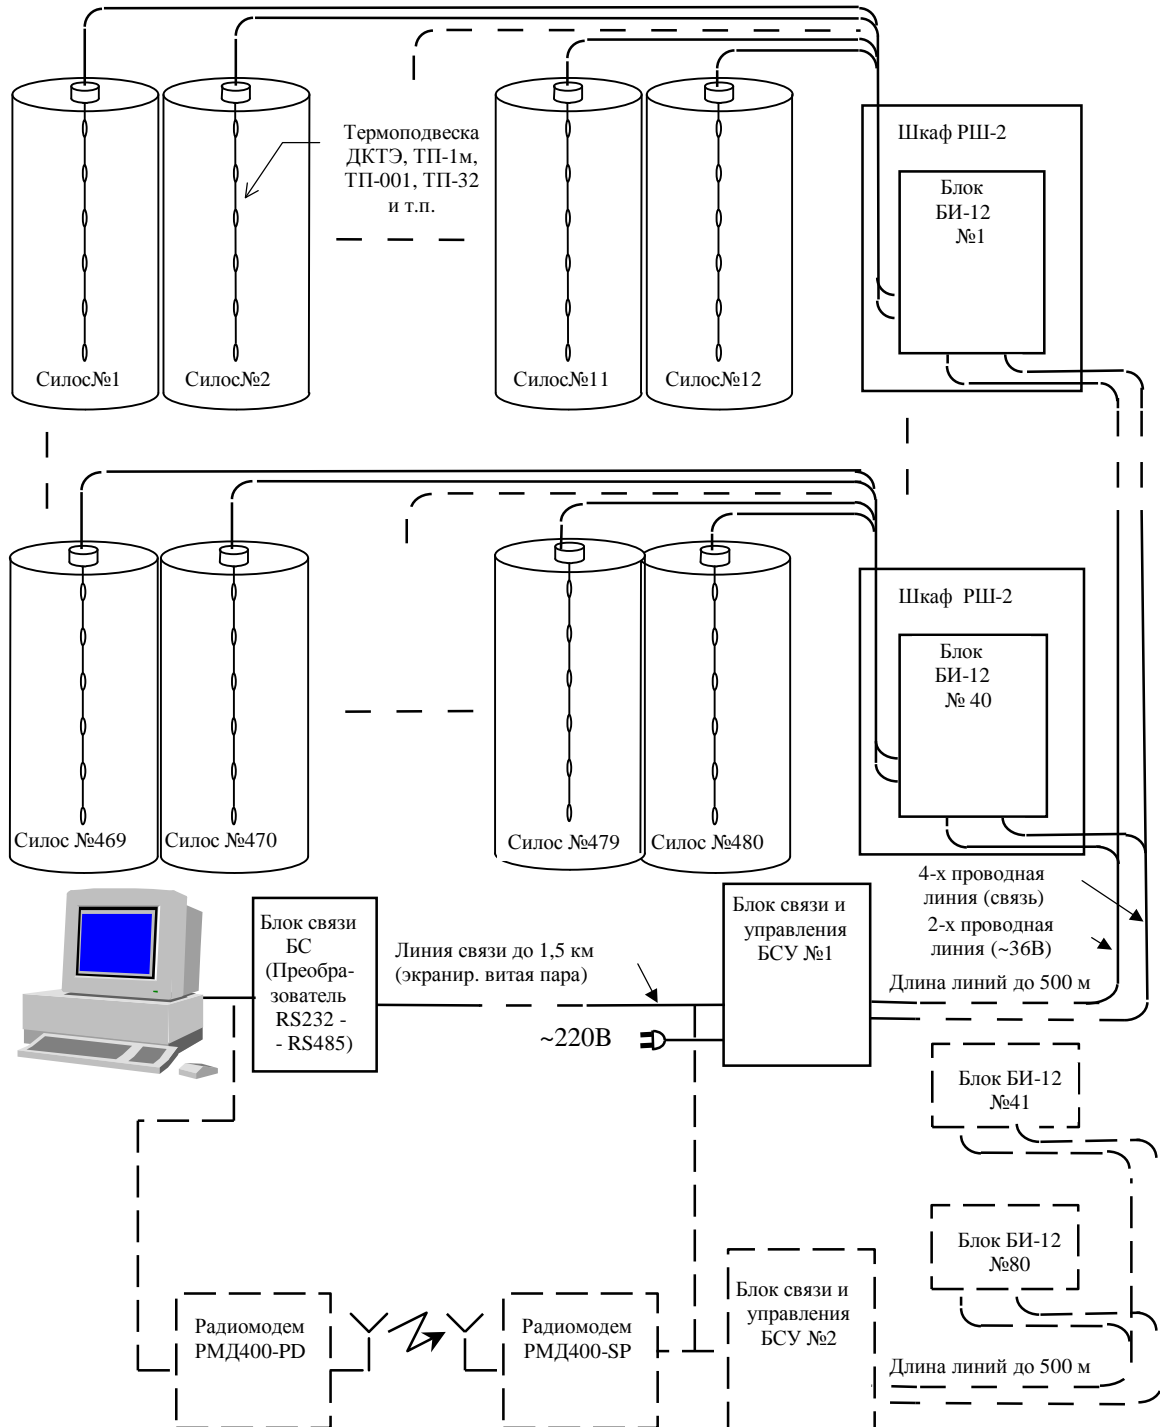 Шкаф РШ-2
Термоподвеска
ДКТЭ, ТП-1м,
ТП-001, ТП-32
и т.п.
Блок
БИ-12
№1
Силос№1
Силос№2
Силос№11
Силос№12
Шкаф РШ-2
Блок
БИ-12
№ 40
Силос №469
Силос №470
Силос №479
Силос №480
4-х проводная
линия (связь)
2-х проводная
линия (~36В)
Блок связи
БС
(Преобра-
зователь
RS232 -
- RS485)
Линия связи до 1,5 км
(экранир. витая пара)
~220В
Блок связи и
управления
БСУ №1
Длина линий до 500 м
Блок БИ-12
№41
Блок БИ-12
№80
Радиомодем
РМД400-PD
Радиомодем
РМД400-SP
Блок связи и
управления
БСУ №2
Длина линий до 500 м